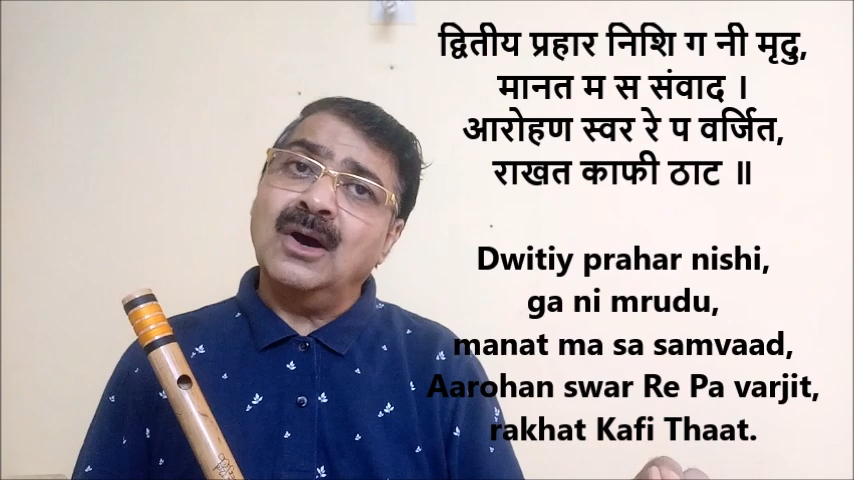 द्वितीय प्रहार निशि ग नी मृदु,
मानत म स संवाद ।
आरोहण स्वर रे प वर्जित,
राखत काफी ठाट ॥
Dwitiy prahar nishi,
ga ni mrudu,
manat ma sa samvaad,
Aarohan swar Re Pa varjit,
rakhat Kafi Thaat.